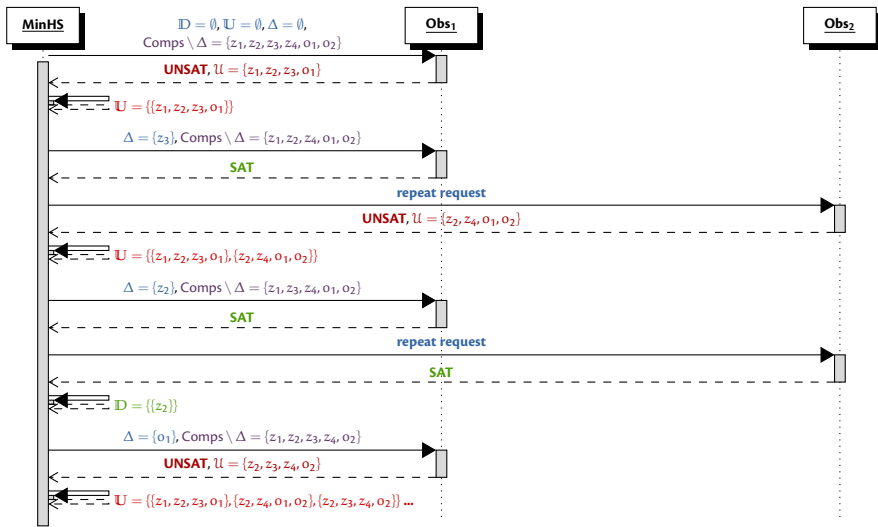 MinHS
Obs₁
Obs₂
𝔻 = ∅, 𝕌 = ∅, Δ = ∅,
Comps \ Δ = {z₁, z₂, z₃, z₄, o₁, o₂}
UNSAT, 𝒰 = {z₁, z₂, z₃, o₁}
𝕌 = {{z₁, z₂, z₃, o₁}}
Δ = {z₃}, Comps \ Δ = {z₁, z₂, z₄, o₁, o₂}
SAT
repeat request
UNSAT, 𝒰 = {z₂, z₄, o₁, o₂}
𝕌 = {{z₁, z₂, z₃, o₁},{z₂, z₄, o₁, o₂}}
Δ = {z₂}, Comps \ Δ = {z₁, z₃, z₄, o₁, o₂}
SAT
repeat request
SAT
𝔻 = {{z₂}}
Δ = {o₁}, Comps \ Δ = {z₁, z₂, z₃, z₄, o₂}
UNSAT, 𝒰 = {z₂, z₃, z₄, o₂}
𝕌 = {{z₁, z₂, z₃, o₁},{z₂, z₄, o₁, o₂},{z₂, z₃, z₄, o₂}} ...